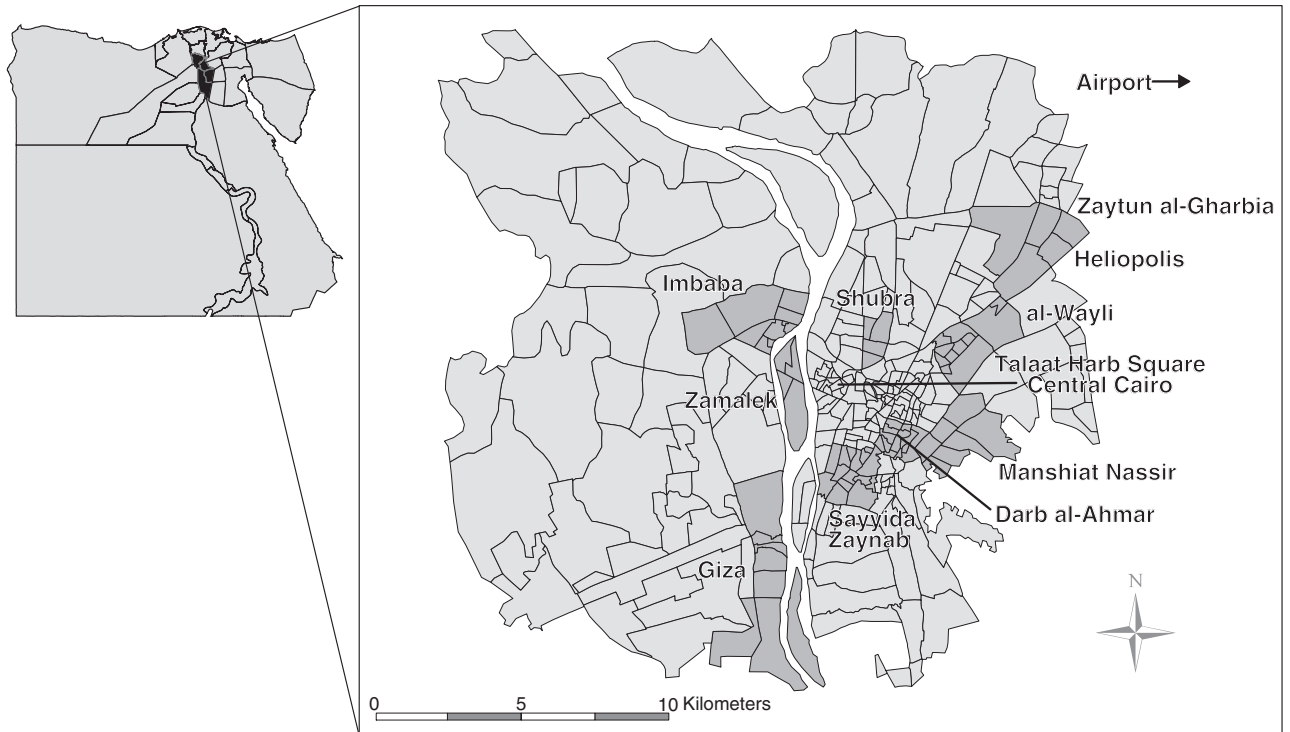 Airport
Zaytun al-Gharbia
Heliopolis
Imbaba
Shubra
al-Wayli
Talaat Harb Square
Central Cairo
Zamalek
Manshiat Nassir
Darb al-Ahmar
Sayyida
Zaynab
Giza
N
0 5 10 Kilometers